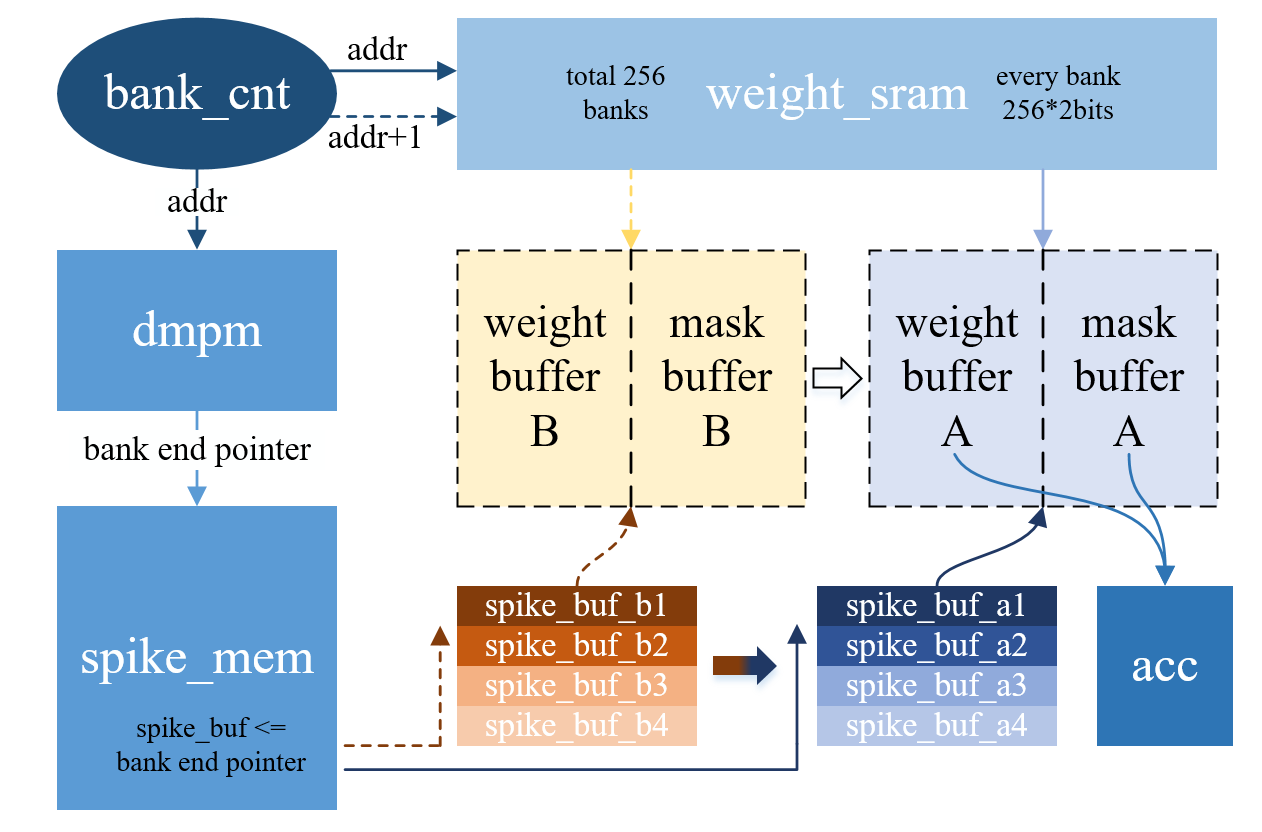 bank_cnt
addr
addr+1
total 256
banks
weight_sram
every bank
256*2bits
addr
dmpm
weight
buffer
B
mask
buffer
B
weight
buffer
A
mask
buffer
A
bank end pointer
spike_mem
spike_buf <=
bank end pointer
spike_buf_b1
spike_buf_b2
spike_buf_b3
spike_buf_b4
spike_buf_a1
spike_buf_a2
spike_buf_a3
spike_buf_a4
acc